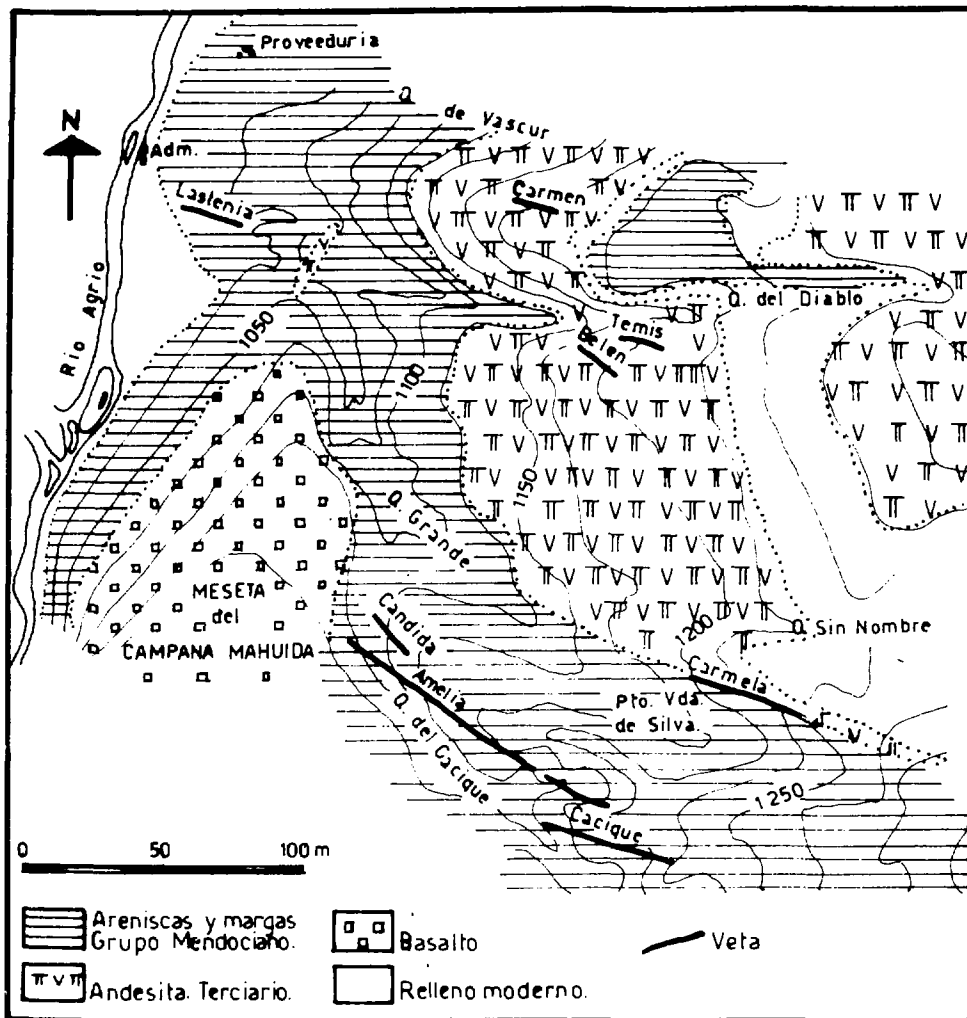 Proveeduria
Q.
de Vascur
N
Adm.
Lastenia
Carmen
Rio Agrio
Q. del Diablo
Temis
Belen
1050
1100
1150
Q. Grande
MESETA
del
CAMPANA MAHUIDA
Candida
Amelia
Q. del Cacique
1200
Q. Sin Nombre
Carmela
Pto. Vda.
de Silva.
1250
Cacique
0 50 100 m
Areniscas y margas
Grupo Mendociano.
Basalto
Veta
Andesita. Terciario.
Relleno moderno.